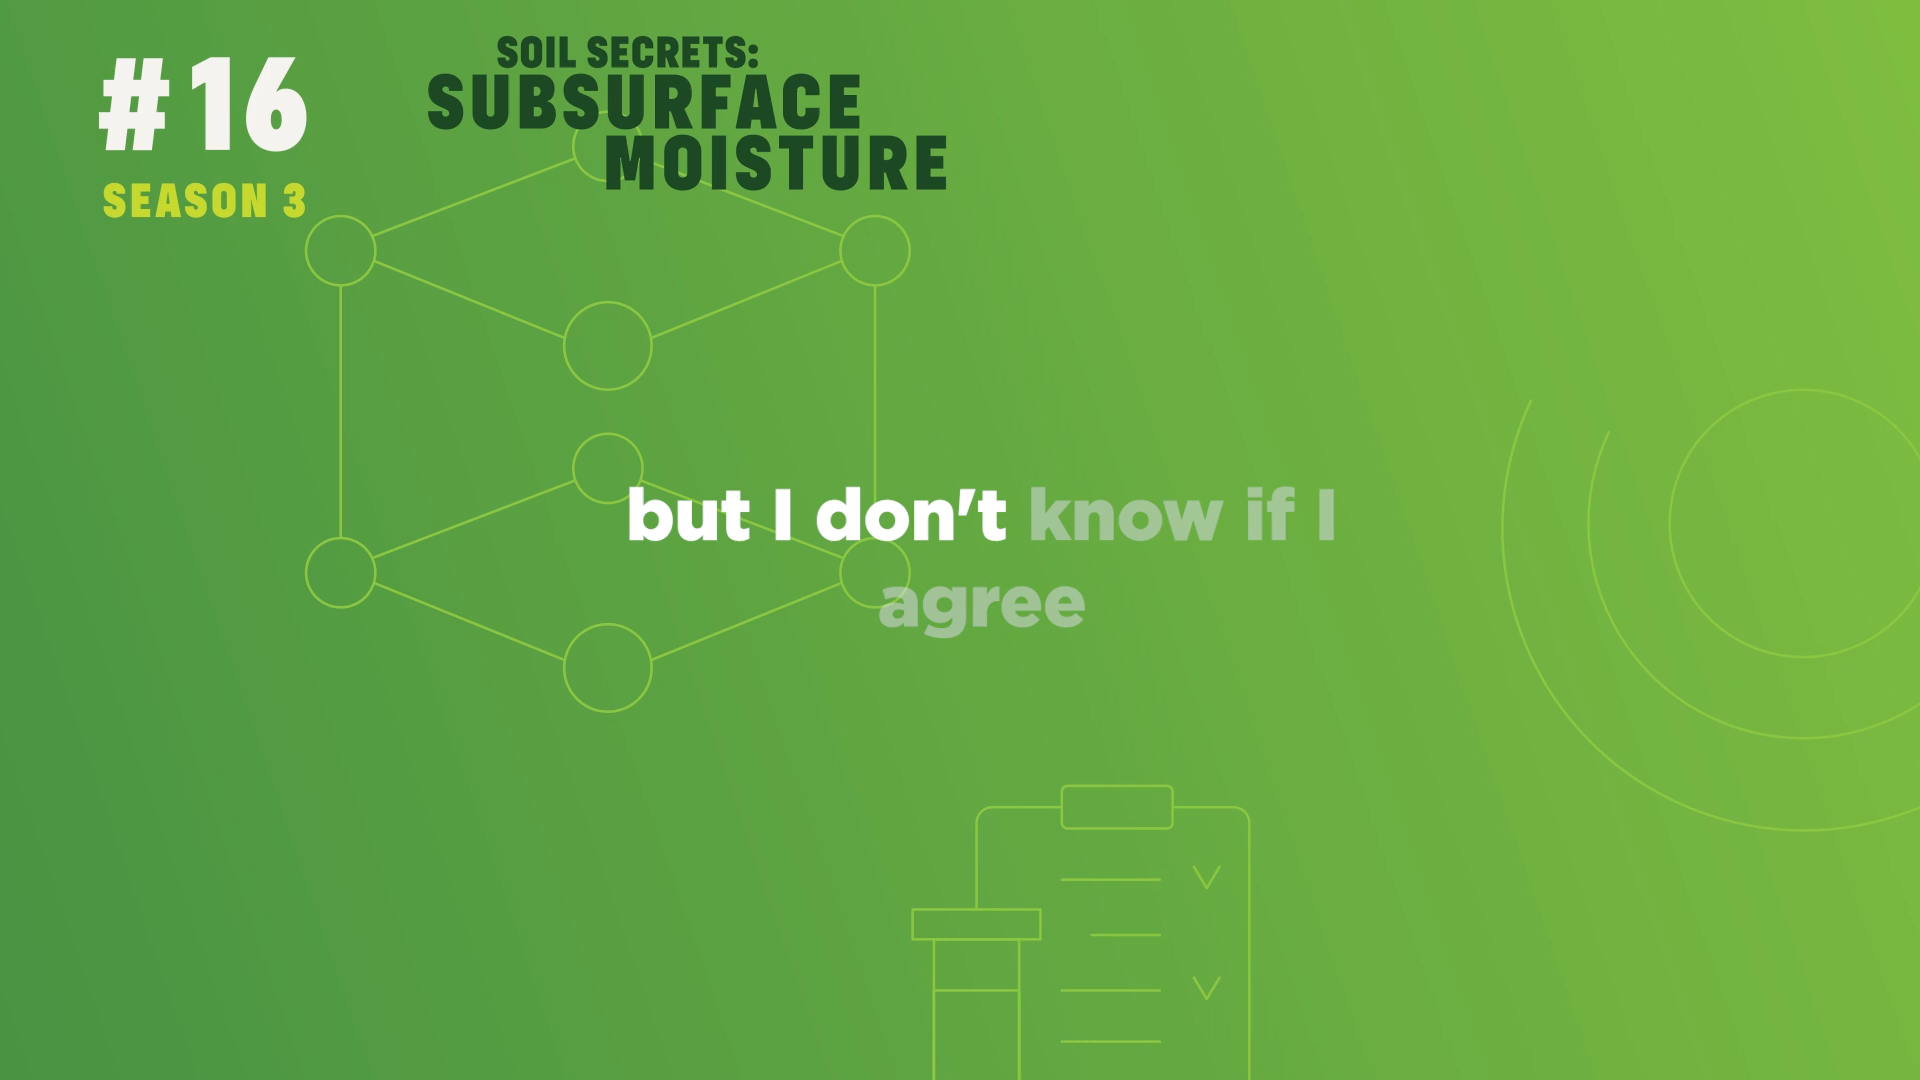 #16
SEASON 3
SOIL SECRETS:
SUBSURFACE
MOISTURE
but I don't know if I
agree